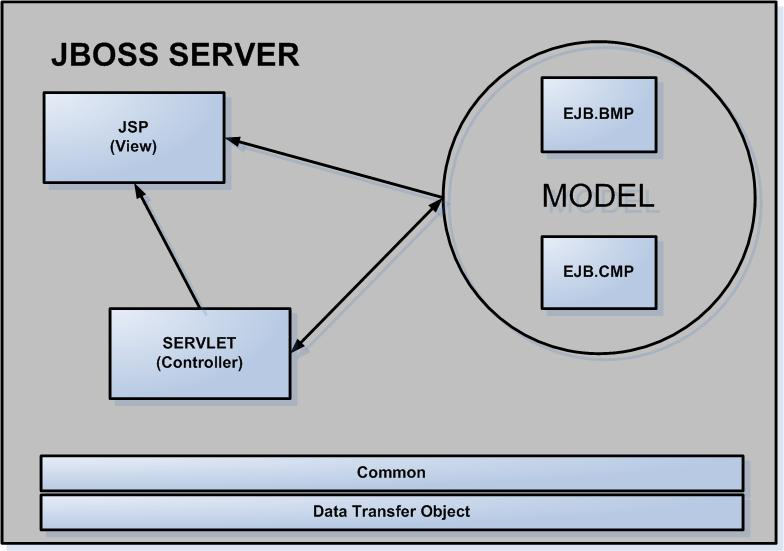 JBOSS SERVER
JSP
(View)
EJB.BMP
MODEL
EJB.CMP
SERVLET
(Controller)
Common
Data Transfer Object